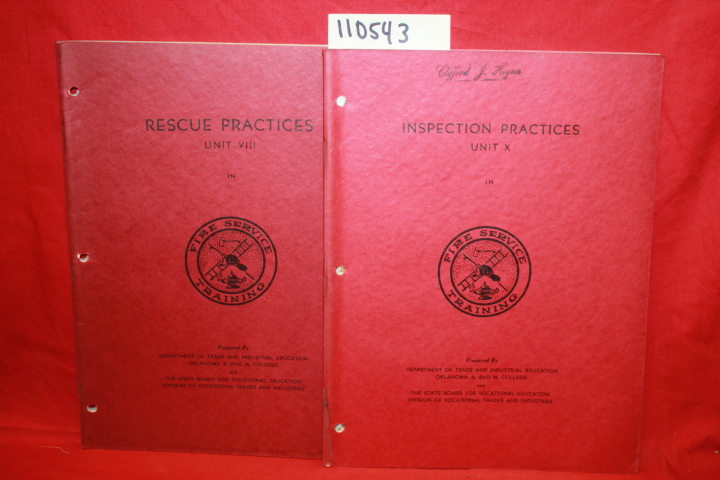 110543
RESCUE PRACTICES
UNIT VIII
IN
FIRE SERVICE
TRAINING
Prepared By
DEPARTMENT OF TRADE AND INDUSTRIAL EDUCATION
OKLAHOMA A. AND M. COLLEGE
and
THE STATE BOARD FOR VOCATIONAL EDUCATION
DIVISION OF VOCATIONAL TRADES AND INDUSTRIES
Clifford J. Hogan
INSPECTION PRACTICES
UNIT X
IN
FIRE SERVICE
TRAINING
Prepared By
DEPARTMENT OF TRADE AND INDUSTRIAL EDUCATION
OKLAHOMA A. AND M. COLLEGE
and
THE STATE BOARD FOR VOCATIONAL EDUCATION
DIVISION OF VOCATIONAL TRADES AND INDUSTRIES